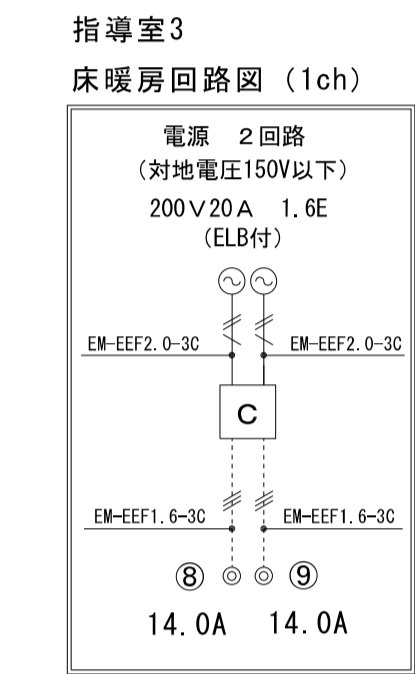 指導室3
床暖房回路図（1ch）
電源　2回路
（対地電圧150V以下）
200V20A　1.6E
（ELB付）
EM-EEF2.0-3C　EM-EEF2.0-3C
C
EM-EEF1.6-3C　EM-EEF1.6-3C
⑧　⑨
14.0A　14.0A